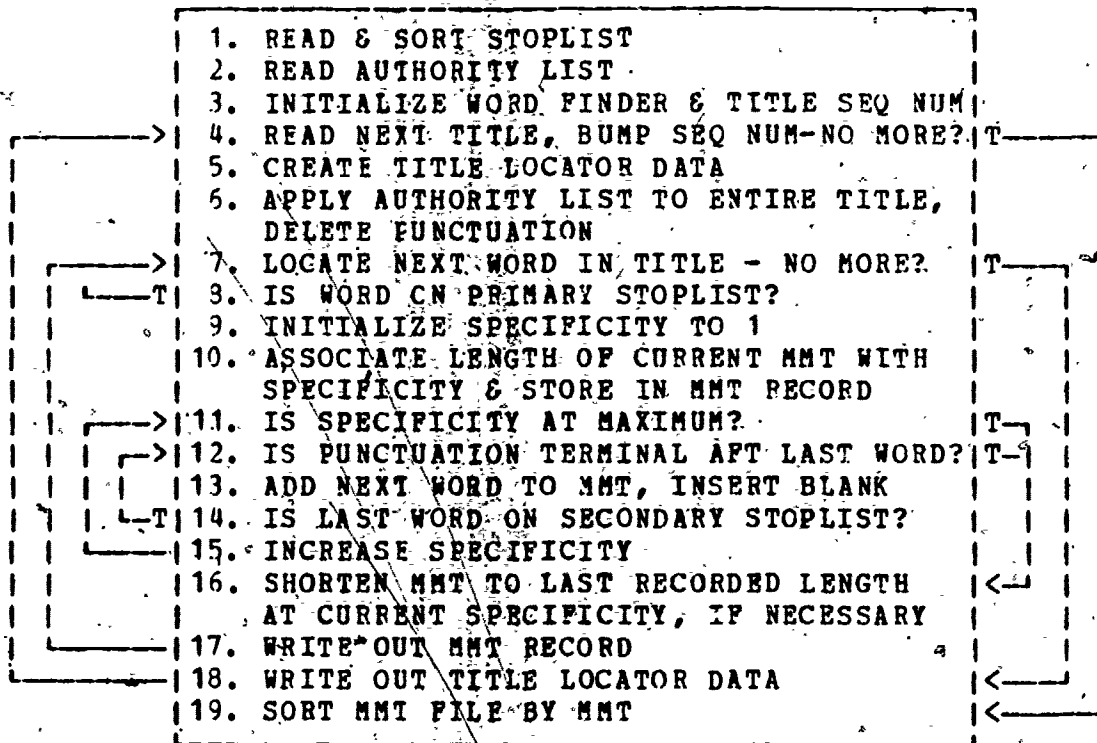 1. READ & SORT STOPLIST
2. READ AUTHORITY LIST
3. INITIALIZE WORD FINDER & TITLE SEQ NUM
4. READ NEXT TITLE, BUMP SEQ NUM-NO MORE? T
5. CREATE TITLE LOCATOR DATA
6. APPLY AUTHORITY LIST TO ENTIRE TITLE,
DELETE PUNCTUATION
7. LOCATE NEXT WORD IN TITLE - NO MORE? T
T 8. IS WORD ON PRIMARY STOPLIST?
9. INITIALIZE SPECIFICITY TO 1
10. ASSOCIATE LENGTH OF CURRENT MMT WITH
SPECIFICITY & STORE IN MMT RECORD
11. IS SPECIFICITY AT MAXIMUM? T
12. IS PUNCTUATION TERMINAL AFT LAST WORD? T
13. ADD NEXT WORD TO MMT, INSERT BLANK
T 14. IS LAST WORD ON SECONDARY STOPLIST?
15. INCREASE SPECIFICITY
16. SHORTEN MMT TO LAST RECORDED LENGTH
AT CURRENT SPECIFICITY, IF NECESSARY
17. WRITE OUT MMT RECORD
18. WRITE OUT TITLE LOCATOR DATA
19. SORT MMT FILE BY MMT